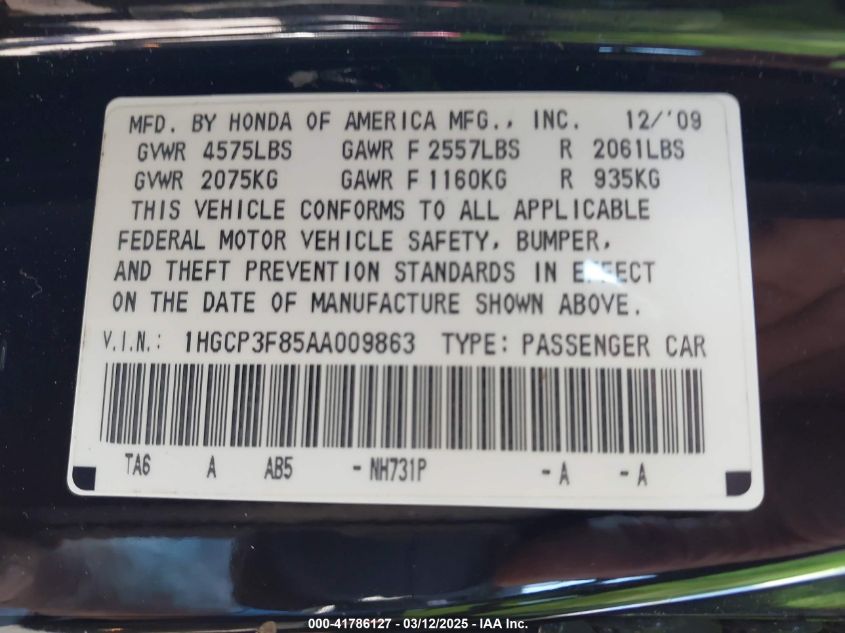 MFD. BY HONDA OF AMERICA MFG., INC. 12/'09
GVWR 4575LBS GAWR F 2557LBS R 2061LBS
GVWR 2075KG GAWR F 1160KG R 935KG
THIS VEHICLE CONFORMS TO ALL APPLICABLE
FEDERAL MOTOR VEHICLE SAFETY, BUMPER,
AND THEFT PREVENTION STANDARDS IN EFFECT
ON THE DATE OF MANUFACTURE SHOWN ABOVE.
V.I.N.: 1HGCP3F85AA009863 TYPE: PASSENGER CAR
TA6 A AB5 - NH731P - A - A
000-41786127 - 03/12/2025 - IAA Inc.